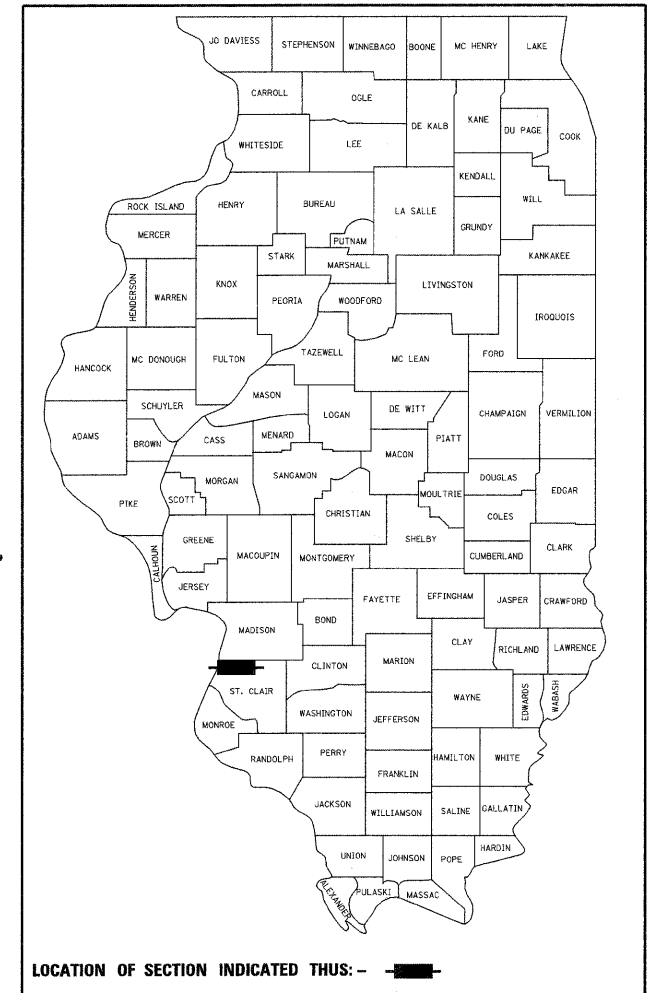 JO DAVIESS STEPHENSON WINNEBAGO BOONE MC HENRY LAKE
CARROLL OGLE DE KALB KANE DU PAGE COOK
WHITESIDE LEE
KENDALL WILL
ROCK ISLAND HENRY BUREAU LA SALLE GRUNDY
MERCER PUTNAM
STARK MARSHALL KANKAKEE
HENDERSON WARREN KNOX PEORIA WOODFORD LIVINGSTON IROQUOIS
HANCOCK MC DONOUGH FULTON TAZEWELL MC LEAN FORD
SCHUYLER MASON LOGAN DE WITT CHAMPAIGN VERMILION
ADAMS BROWN CASS MENARD MACON PIATT
PIKE SCOTT MORGAN SANGAMON MOULTRIE DOUGLAS EDGAR
CHRISTIAN COLES
GREENE MACOUPIN MONTGOMERY SHELBY CUMBERLAND CLARK
CALHOUN JERSEY FAYETTE EFFINGHAM JASPER CRAWFORD
MADISON BOND CLAY RICHLAND LAWRENCE
CLINTON MARION
ST. CLAIR WAYNE EDWARDS WABASH
MONROE WASHINGTON JEFFERSON
RANDOLPH PERRY HAMILTON WHITE
FRANKLIN
JACKSON WILLIAMSON SALINE GALLATIN
UNION JOHNSON POPE HARDIN
ALEXANDER PULASKI MASSAC
LOCATION OF SECTION INDICATED THUS: -